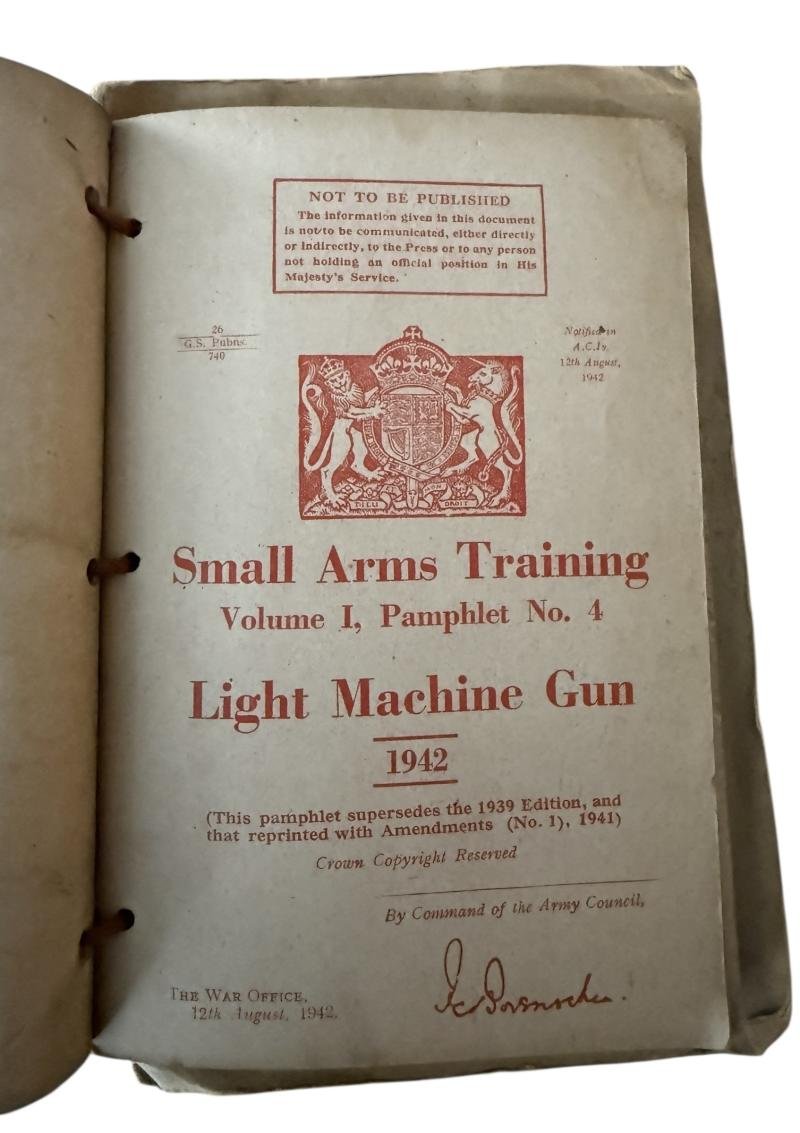 NOT TO BE PUBLISHED
The information given in this document
is not to be communicated, either directly
or indirectly, to the Press or to any person
not holding an official position in His
Majesty's Service.
26
G.S. Pubns.
740
Notified in
A.C.Is.
12th August,
1942
DIEU
MON
DROIT
Small Arms Training
Volume I, Pamphlet No. 4
Light Machine Gun
1942
(This pamphlet supersedes the 1939 Edition, and
that reprinted with Amendments (No. 1), 1941)
Crown Copyright Reserved
By Command of the Army Council,
THE WAR OFFICE,
12th August, 1942.